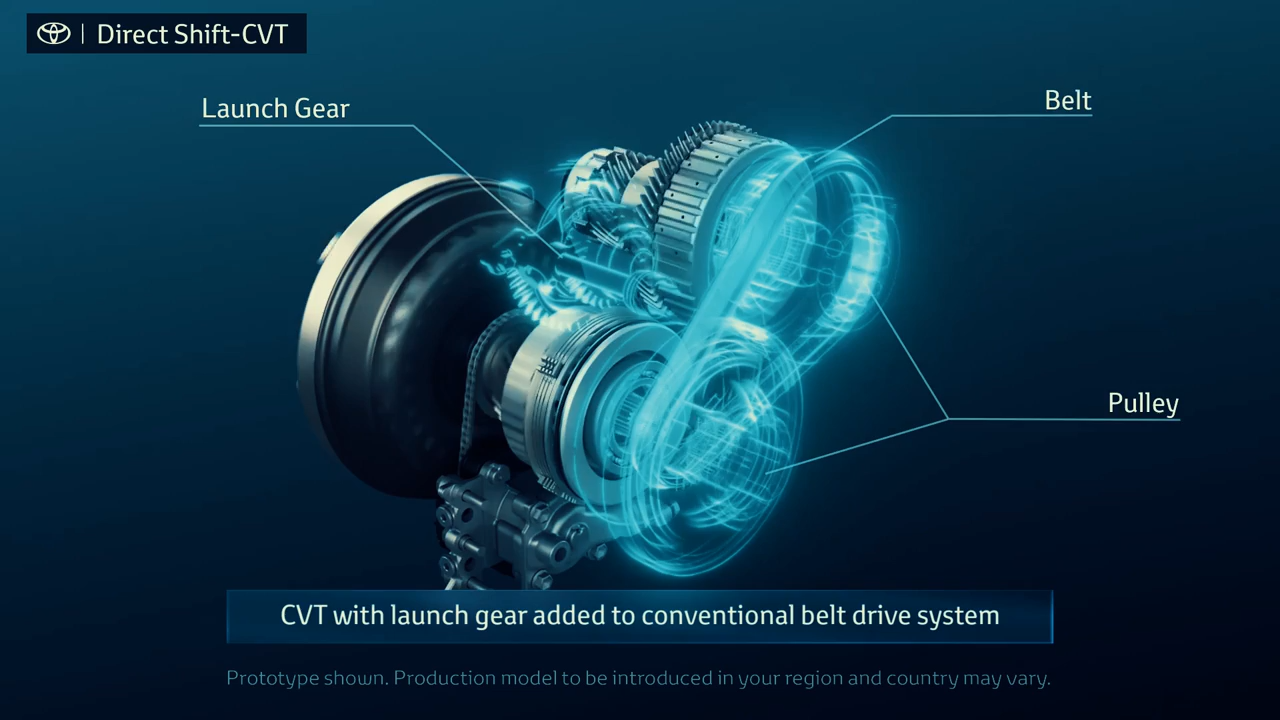 Direct Shift-CVT
Launch Gear
Belt
Pulley
CVT with launch gear added to conventional belt drive system
Prototype shown. Production model to be introduced in your region and country may vary.